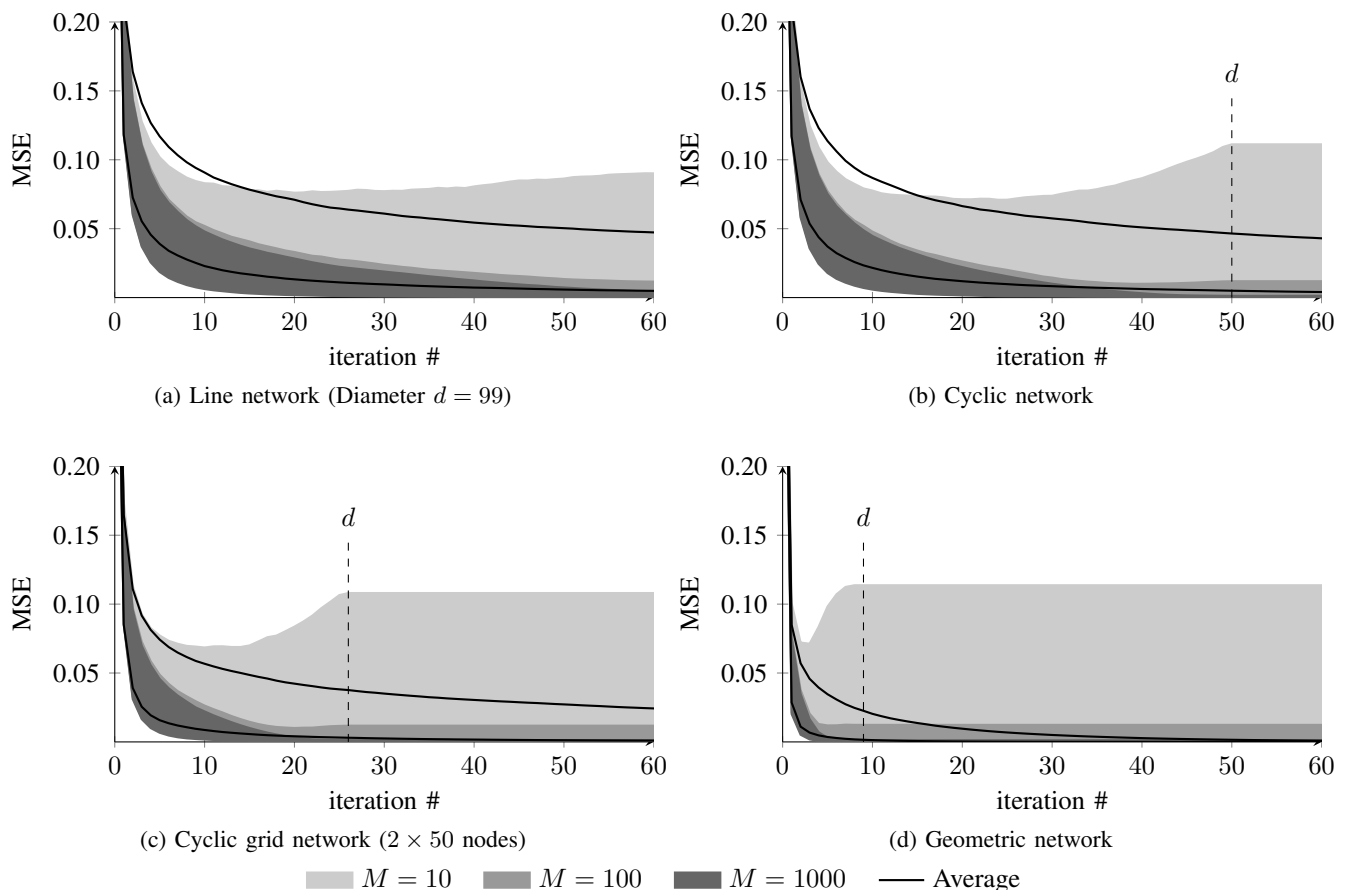 0.20
0.15
0.10
0.05
MSE
0 10 20 30 40 50 60
iteration #
(a) Line network (Diameter d = 99)
0.20
0.15
0.10
0.05
MSE
d
0 10 20 30 40 50 60
iteration #
(b) Cyclic network
0.20
0.15
0.10
0.05
MSE
d
0 10 20 30 40 50 60
iteration #
(c) Cyclic grid network (2 × 50 nodes)
0.20
0.15
0.10
0.05
MSE
d
0 10 20 30 40 50 60
iteration #
(d) Geometric network
M = 10 M = 100 M = 1000 Average